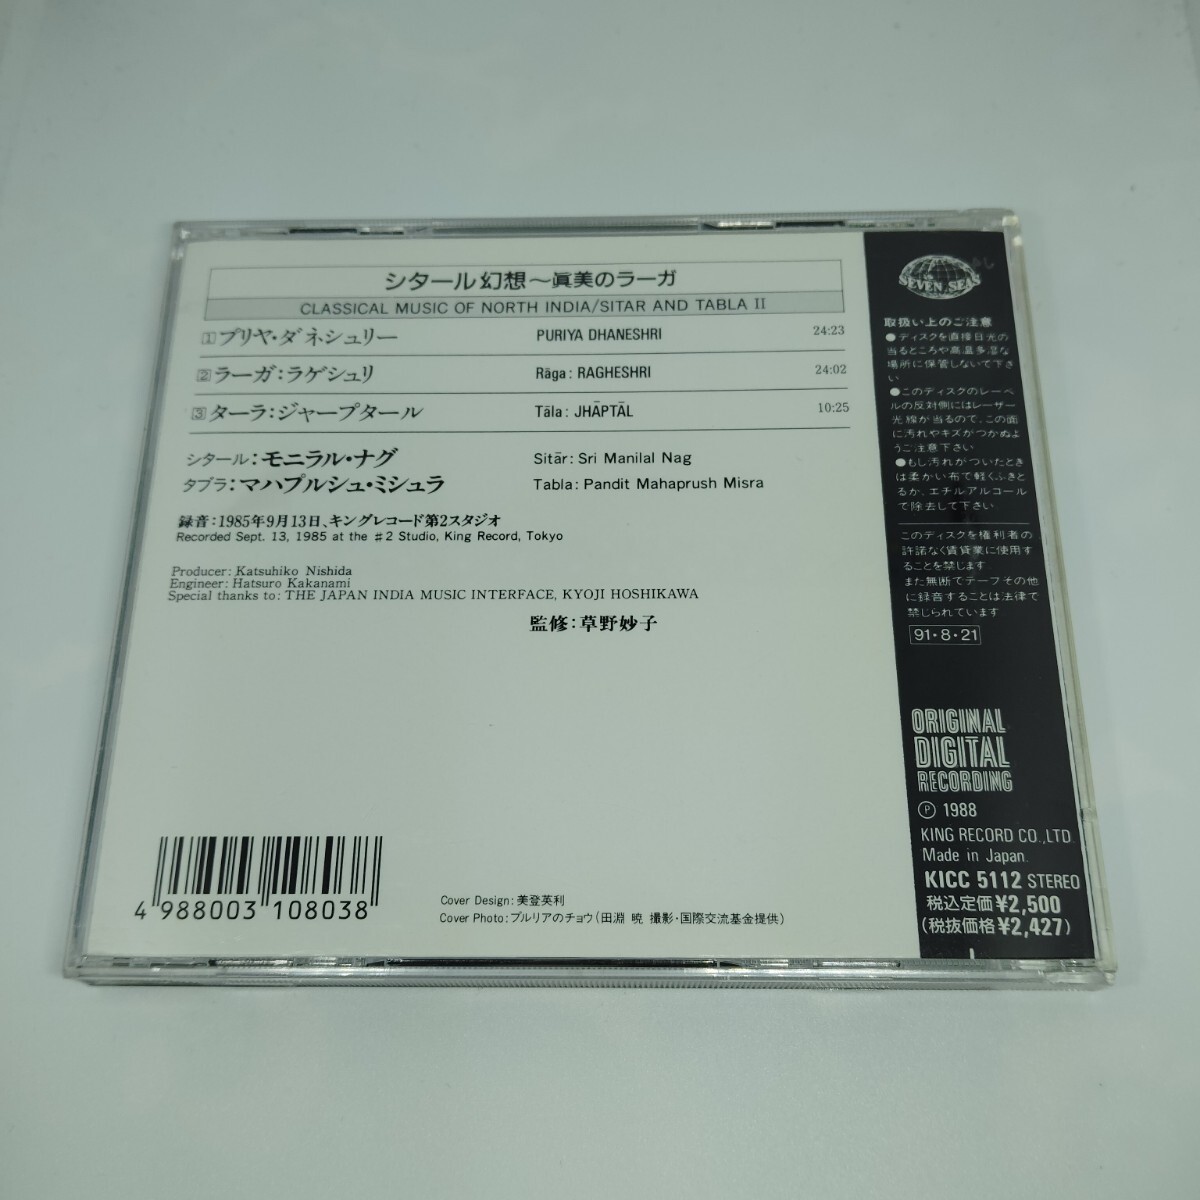 シタール幻想〜眞美のラーガ
CLASSICAL MUSIC OF NORTH INDIA/SITAR AND TABLA II
1 プリヤ・ダネシュリー PURIYA DHANESHRI 24:23
2 ラーガ:ラゲシュリ Rāga: RAGHESHRI 24:02
3 ターラ:ジャープタール Tāla: JHĀPTĀL 10:25
シタール:モニラル・ナグ Sitār: Sri Manilal Nag
タブラ:マハプルシュ・ミシュラ Tabla: Pandit Mahaprush Misra
録音:1985年9月13日、キングレコード第2スタジオ
Recorded Sept. 13, 1985 at the ♯2 Studio, King Record, Tokyo
Producer: Katsuhiko Nishida
Engineer: Hatsuro Kakanami
Special thanks to: THE JAPAN INDIA MUSIC INTERFACE, KYOJI HOSHIKAWA
監修:草野妙子
4 988003 108038
Cover Design:美登英利
Cover Photo:プルリアのチョウ(田淵 暁 撮影・国際交流基金提供)
SEVEN SEAS
取扱い上のご注意
●ディスクを直接日光の
当るところや高温多湿な
場所に保管しないで下さ
い
●このディスクのレーベ
ルの反対側にはレーザー
光線が当るので、この面
に汚れやキズがつかぬよ
うご注意下さい
●もし汚れがついたとき
は柔かい布で軽くふきと
るか、エチルアルコール
で除去して下さい
このディスクを権利者の
許諾なく賃貸業に使用す
ることを禁じます
また無断でテープその他
に録音することは法律で
禁じられています
91・8・21
ORIGINAL
DIGITAL
RECORDING
Ⓟ 1988
KING RECORD CO.,LTD.
Made in Japan.
KICC 5112 STEREO
税込定価¥2,500
(税抜価格¥2,427)